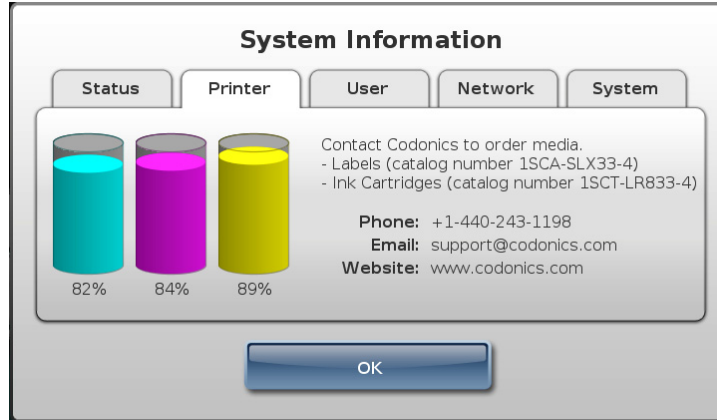 System Information
Status Printer User Network System
Contact Codonics to order media.
- Labels (catalog number 1SCA-SLX33-4)
- Ink Cartridges (catalog number 1SCT-LR833-4)
Phone: +1-440-243-1198
Email: support@codonics.com
Website: www.codonics.com
82% 84% 89%
OK